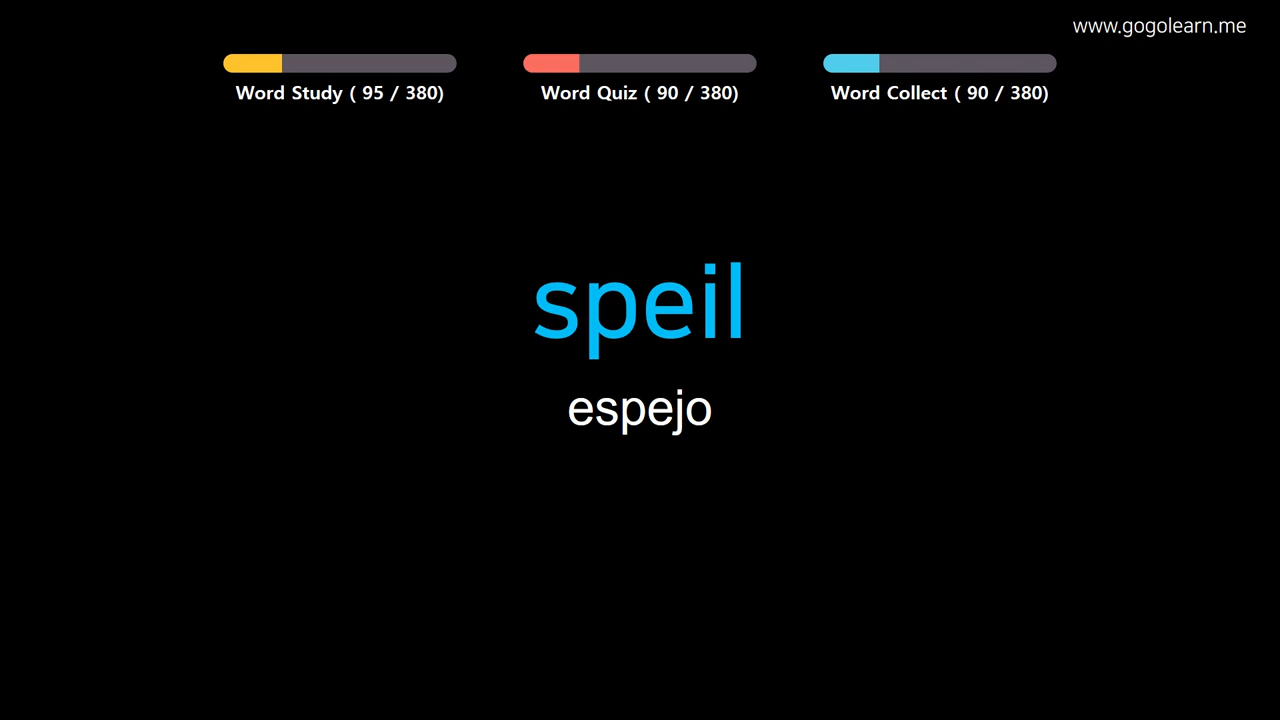 www.gogolearn.me
Word Study ( 95 / 380)
Word Quiz ( 90 / 380)
Word Collect ( 90 / 380)
speil
espejo